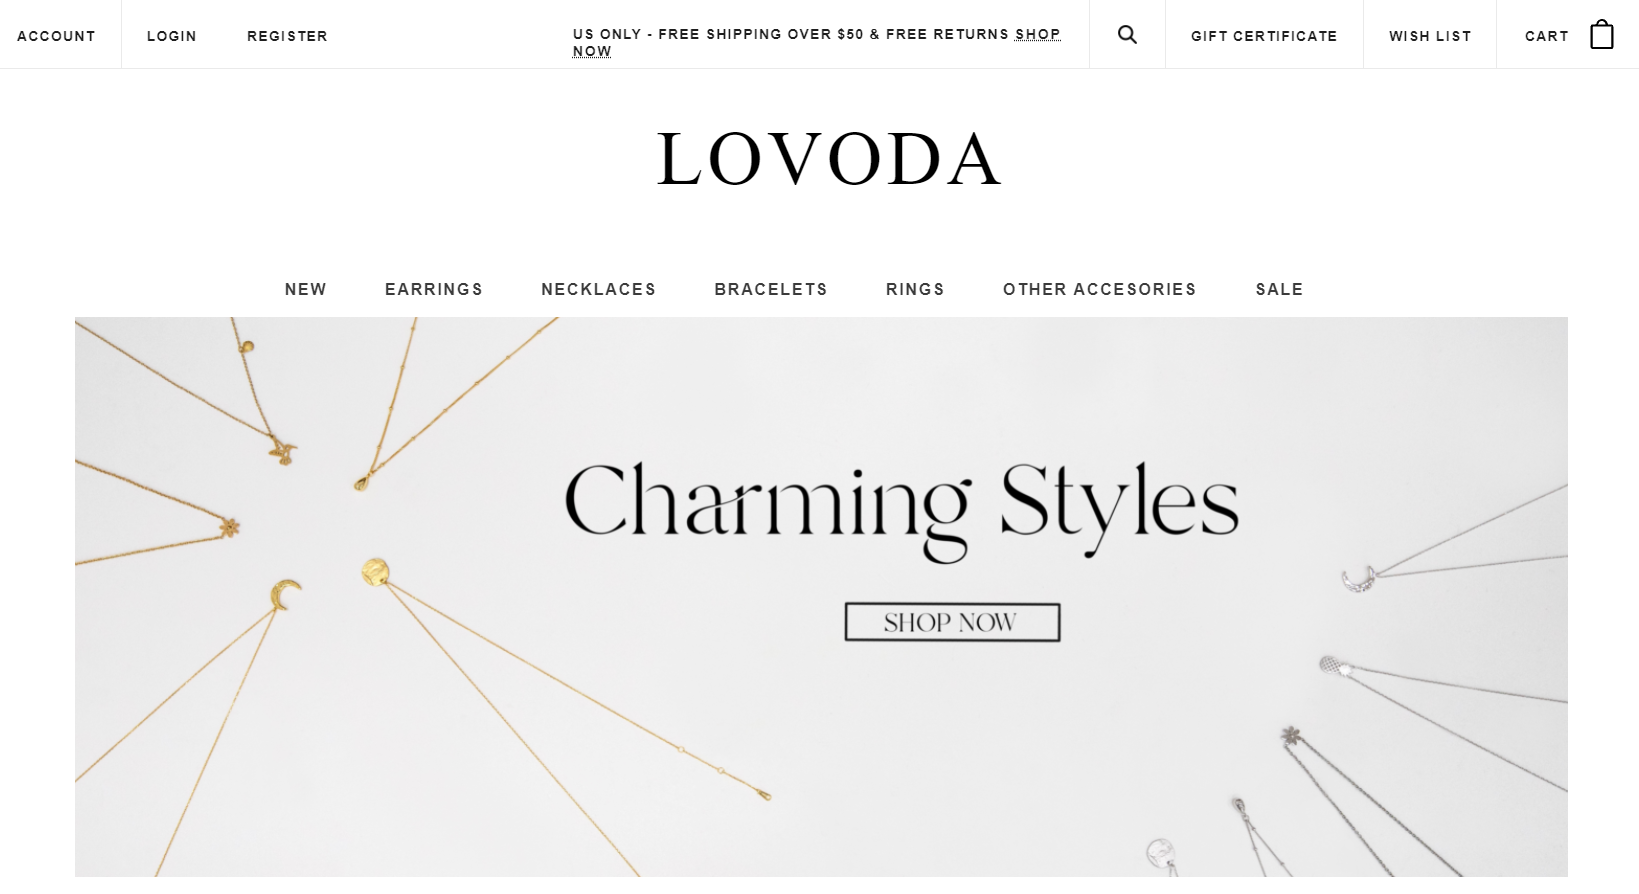 ACCOUNT
LOGIN
REGISTER
US ONLY - FREE SHIPPING OVER $50 & FREE RETURNS SHOP
NOW
GIFT CERTIFICATE
WISH LIST
CART
LOVODA
NEW
EARRINGS
NECKLACES
BRACELETS
RINGS
OTHER ACCESORIES
SALE
Charming Styles
SHOP NOW